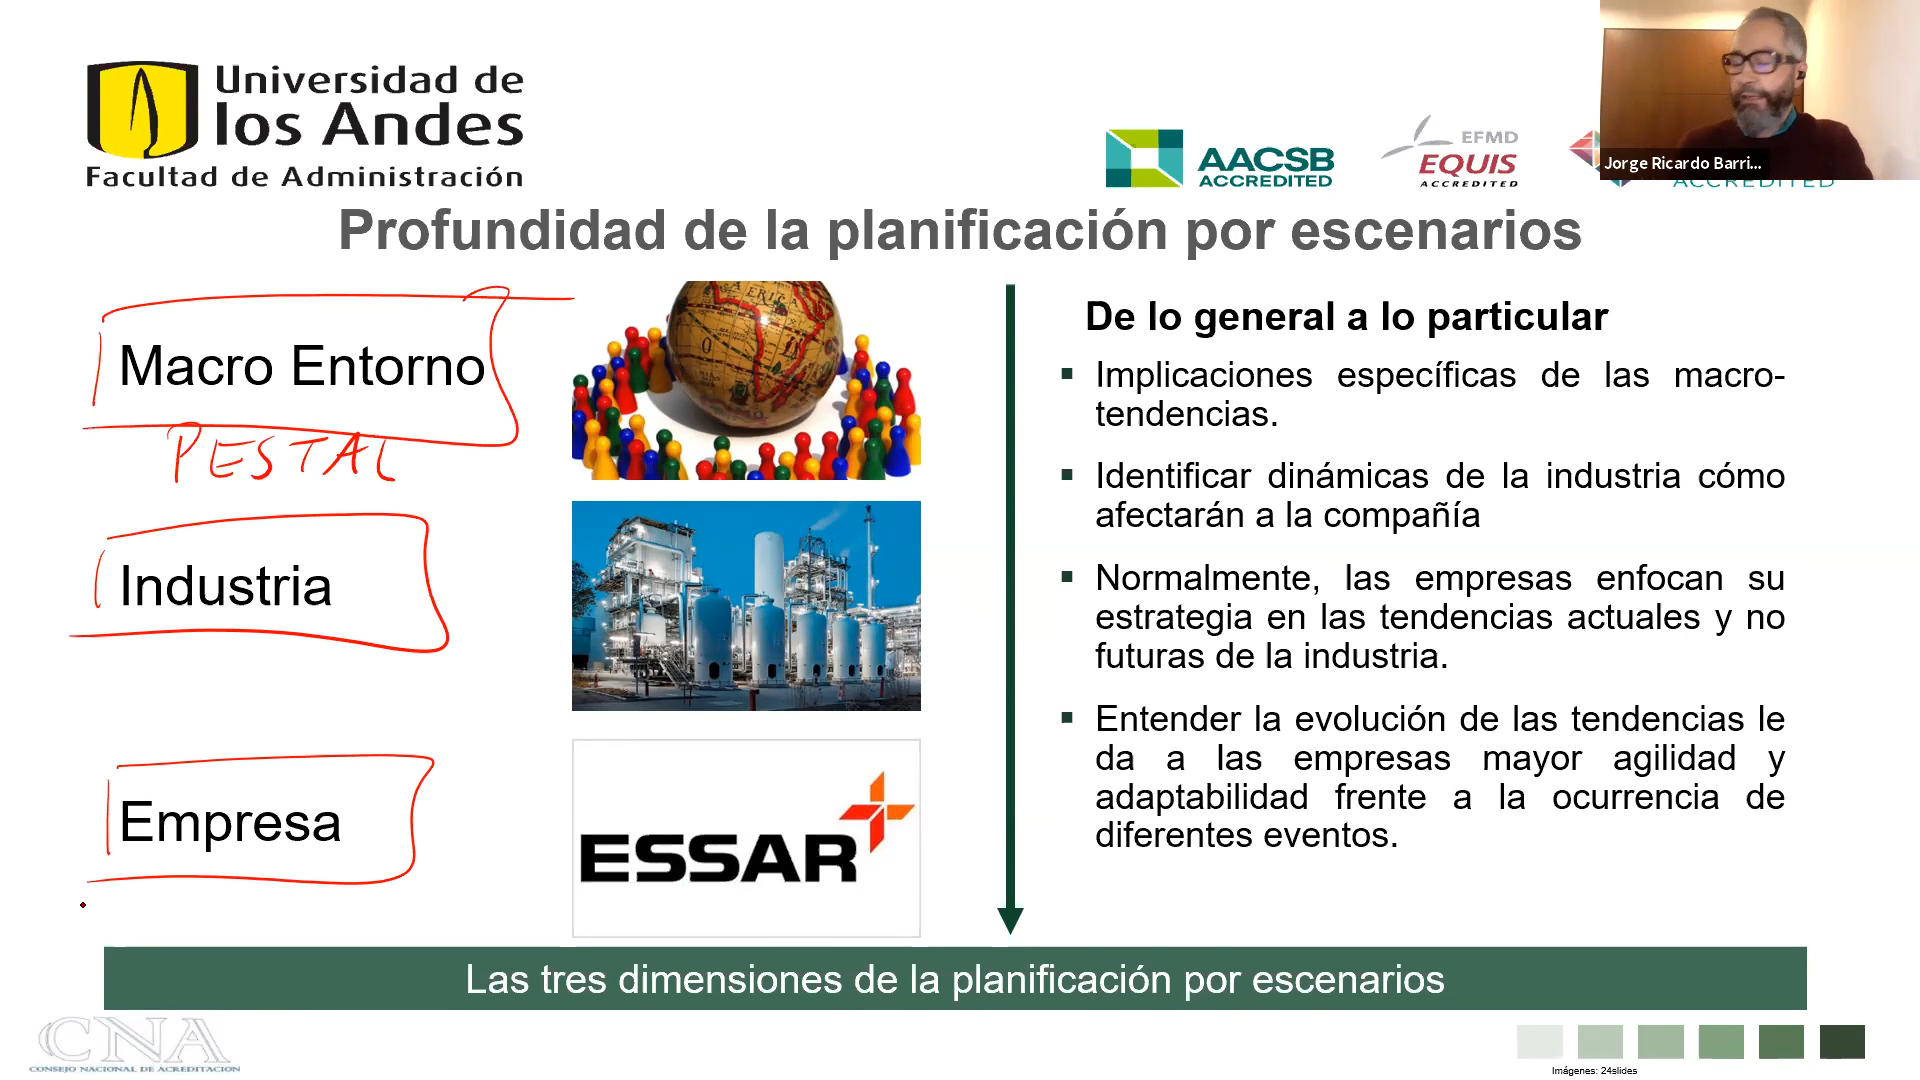 Universidad de
los Andes
Facultad de Administración
AACSB
ACCREDITED
EFMD
EQUIS
ACCREDITED
ACCREDITED
Jorge Ricardo Barri...
Profundidad de la planificación por escenarios
Macro Entorno
PESTAL
Industria
Empresa
AFRICA
ESSAR
De lo general a lo particular
▪ Implicaciones específicas de las macro-
tendencias.
▪ Identificar dinámicas de la industria cómo
afectarán a la compañía
▪ Normalmente, las empresas enfocan su
estrategia en las tendencias actuales y no
futuras de la industria.
▪ Entender la evolución de las tendencias le
da a las empresas mayor agilidad y
adaptabilidad frente a la ocurrencia de
diferentes eventos.
Las tres dimensiones de la planificación por escenarios
CNA
CONSEJO NACIONAL DE ACREDITACIÓN
Imágenes: 24slides